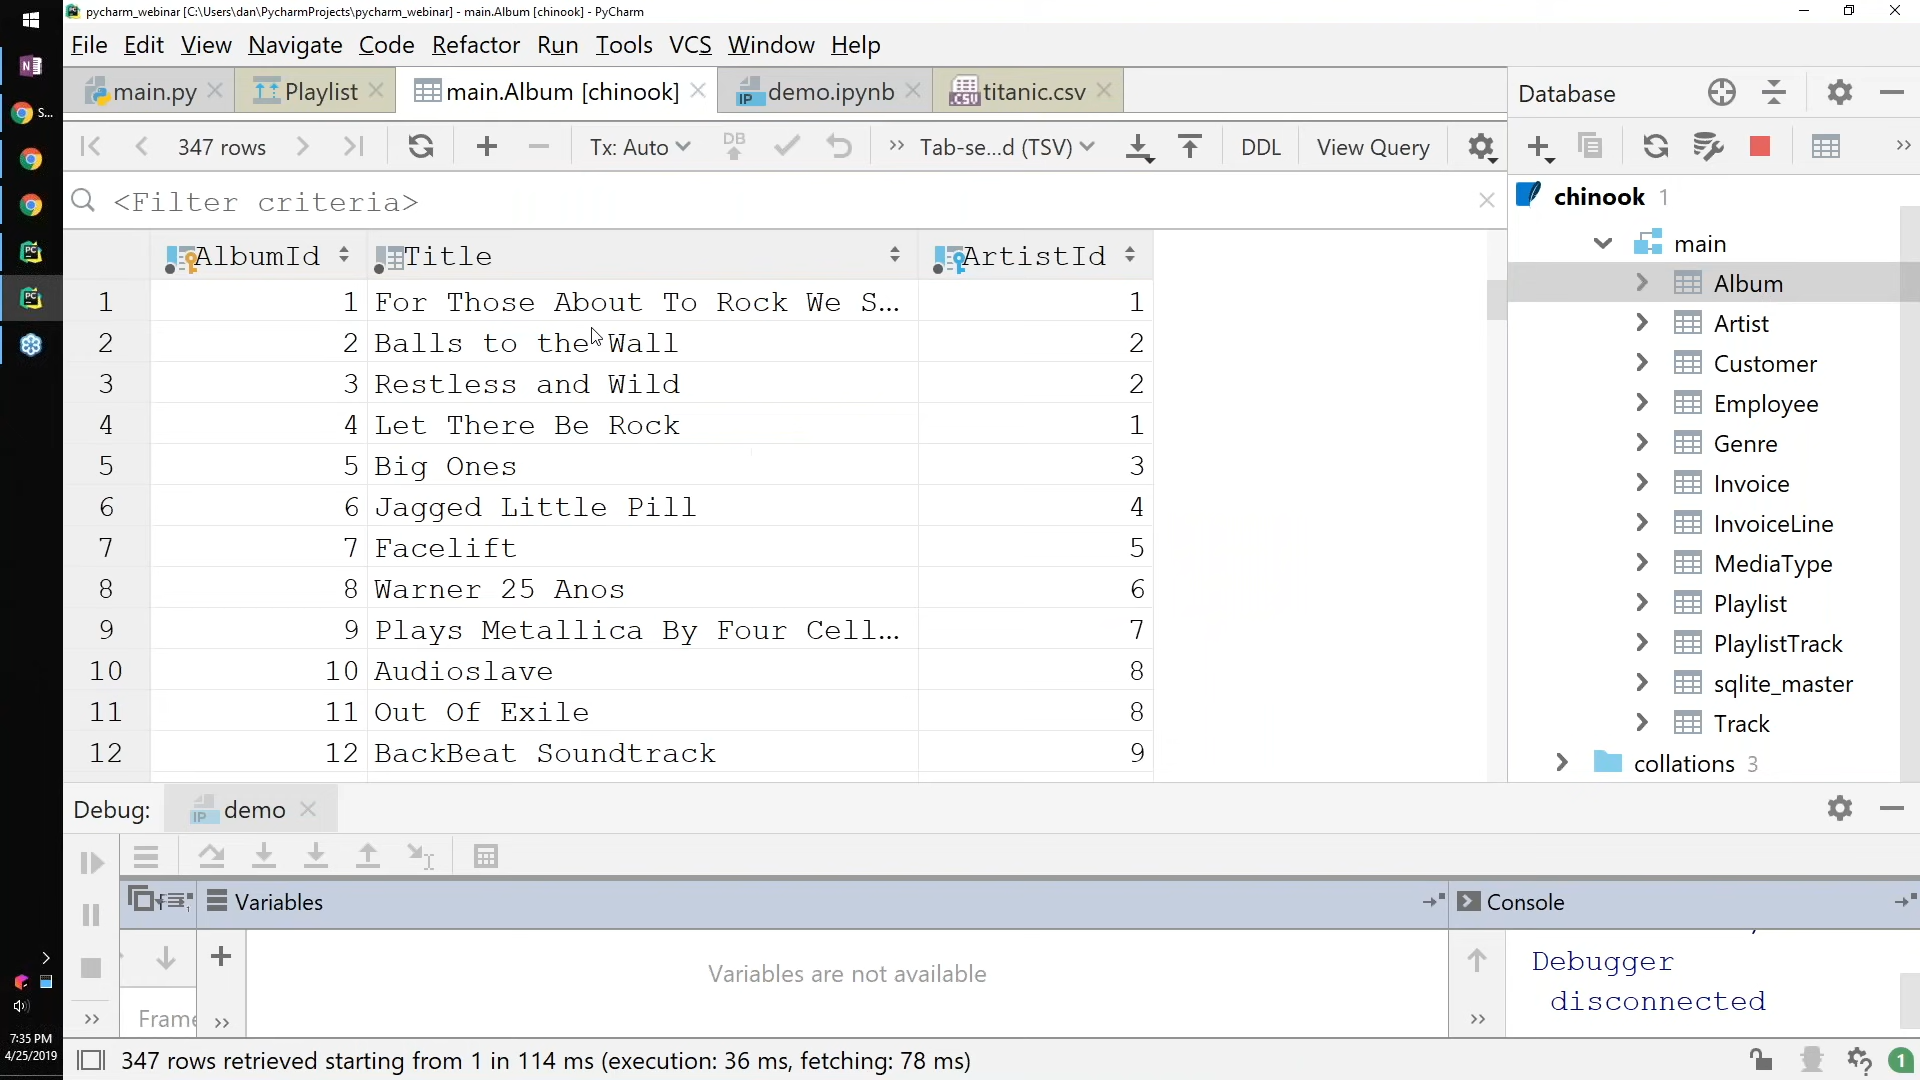 pycharm_webinar [C:\Users\dan\PycharmProjects\pycharm_webinar] - main.Album [chinook] - PyCharm
File Edit View Navigate Code Refactor Run Tools VCS Window Help
main.py Playlist main.Album [chinook] demo.ipynb titanic.csv
Database
347 rows Tx: Auto DB Tab-se...d (TSV) DDL View Query
<Filter criteria>
AlbumId Title ArtistId
1 1 For Those About To Rock We S... 1
2 2 Balls to the Wall 2
3 3 Restless and Wild 2
4 4 Let There Be Rock 1
5 5 Big Ones 3
6 6 Jagged Little Pill 4
7 7 Facelift 5
8 8 Warner 25 Anos 6
9 9 Plays Metallica By Four Cell... 7
10 10 Audioslave 8
11 11 Out Of Exile 8
12 12 BackBeat Soundtrack 9
chinook 1
main
Album
Artist
Customer
Employee
Genre
Invoice
InvoiceLine
MediaType
Playlist
PlaylistTrack
sqlite_master
Track
collations 3
Debug: demo
Variables
Console
Variables are not available
Debugger
disconnected
Frame
347 rows retrieved starting from 1 in 114 ms (execution: 36 ms, fetching: 78 ms)
1
S...
7:35 PM
4/25/2019